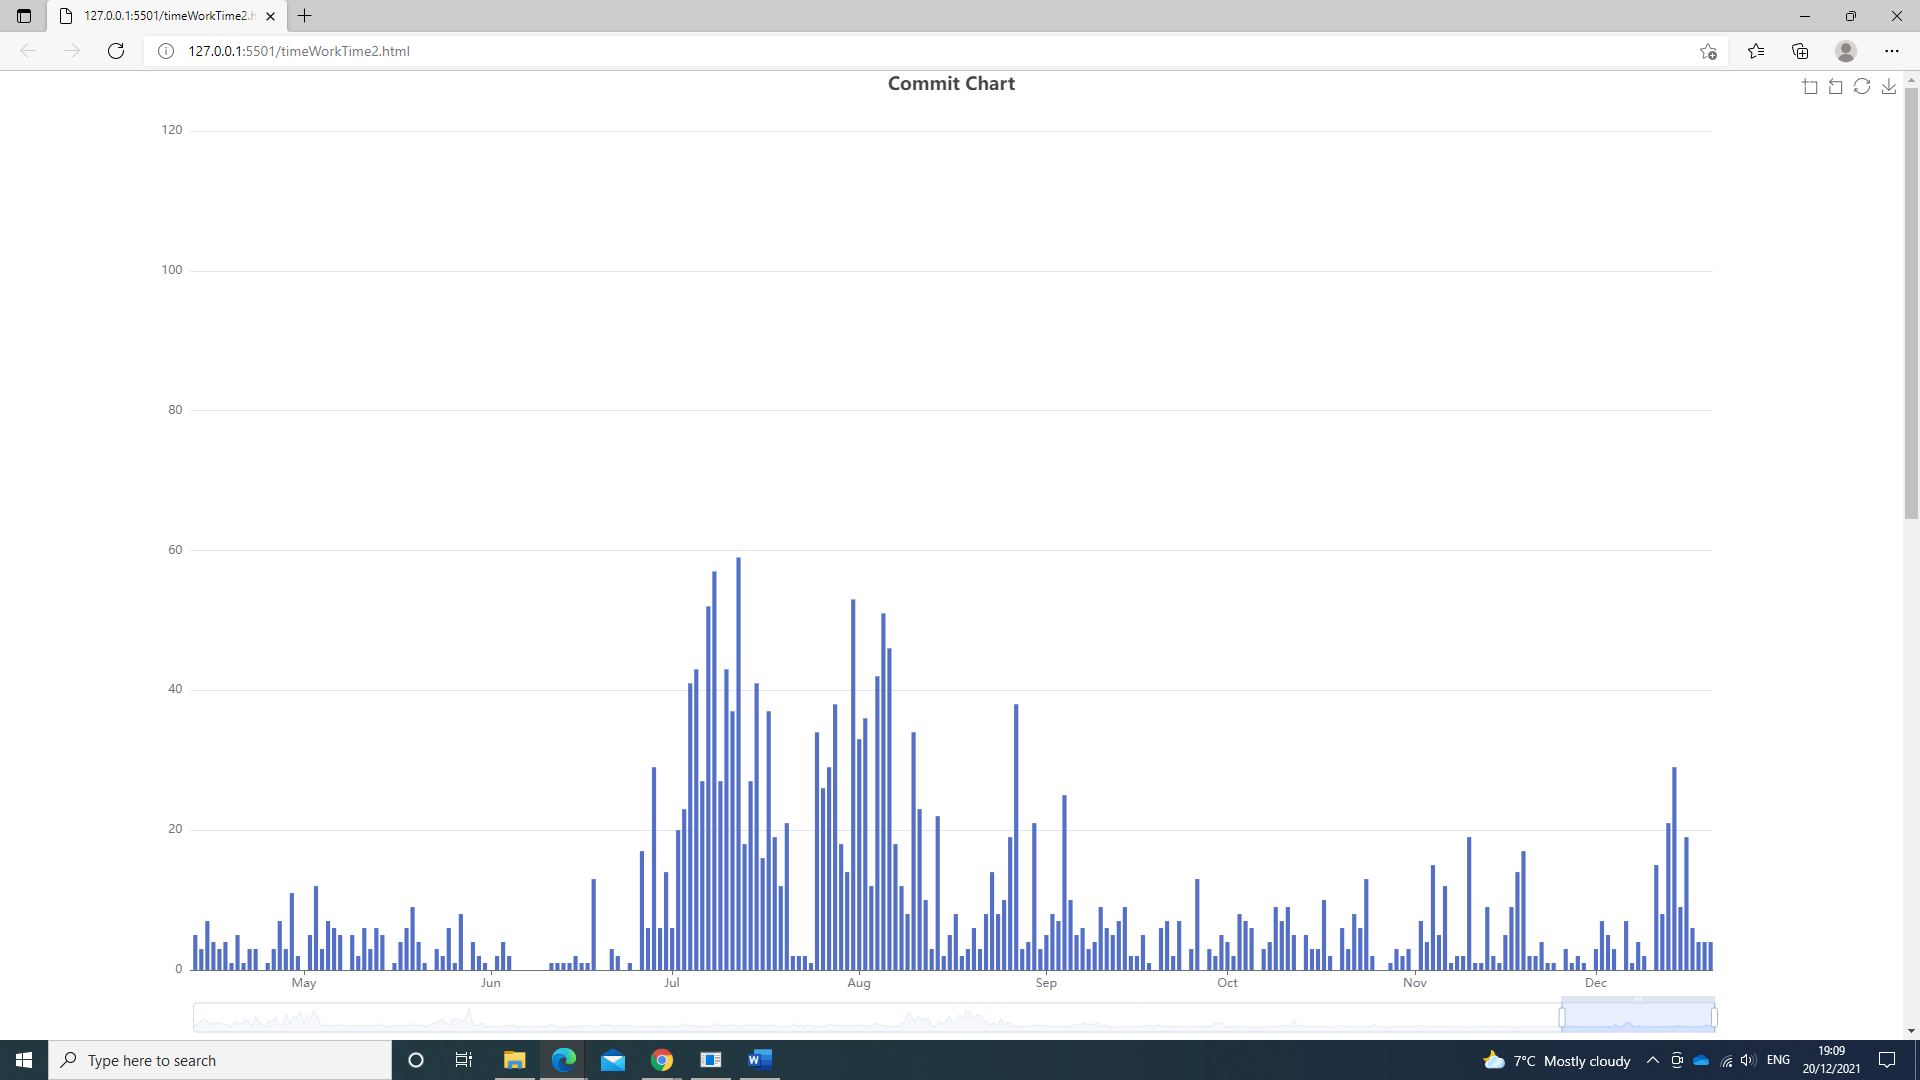 127.0.0.1:5501/timeWorkTime2.h
127.0.0.1:5501/timeWorkTime2.html
Commit Chart
120
100
80
60
40
20
0
May Jun Jul Aug Sep Oct Nov Dec
Type here to search
7°C Mostly cloudy
ENG
19:09
20/12/2021